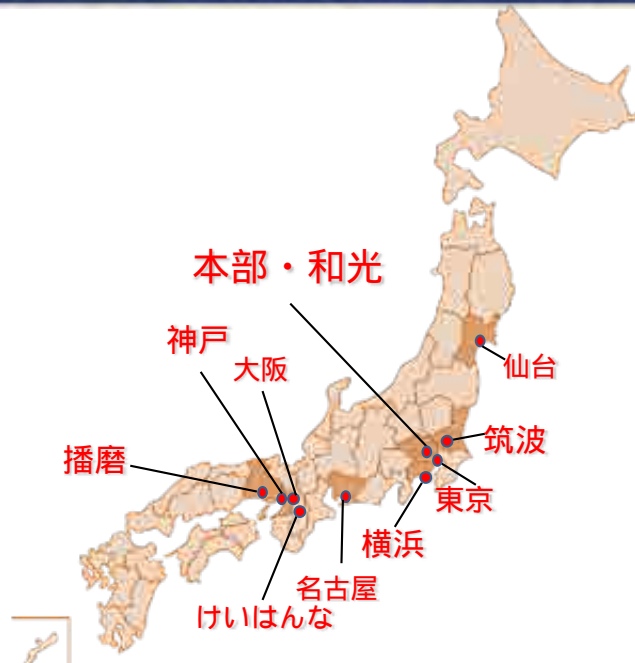 本部・和光
神戸
大阪
仙台
筑波
播磨
東京
横浜
名古屋
けいはんな